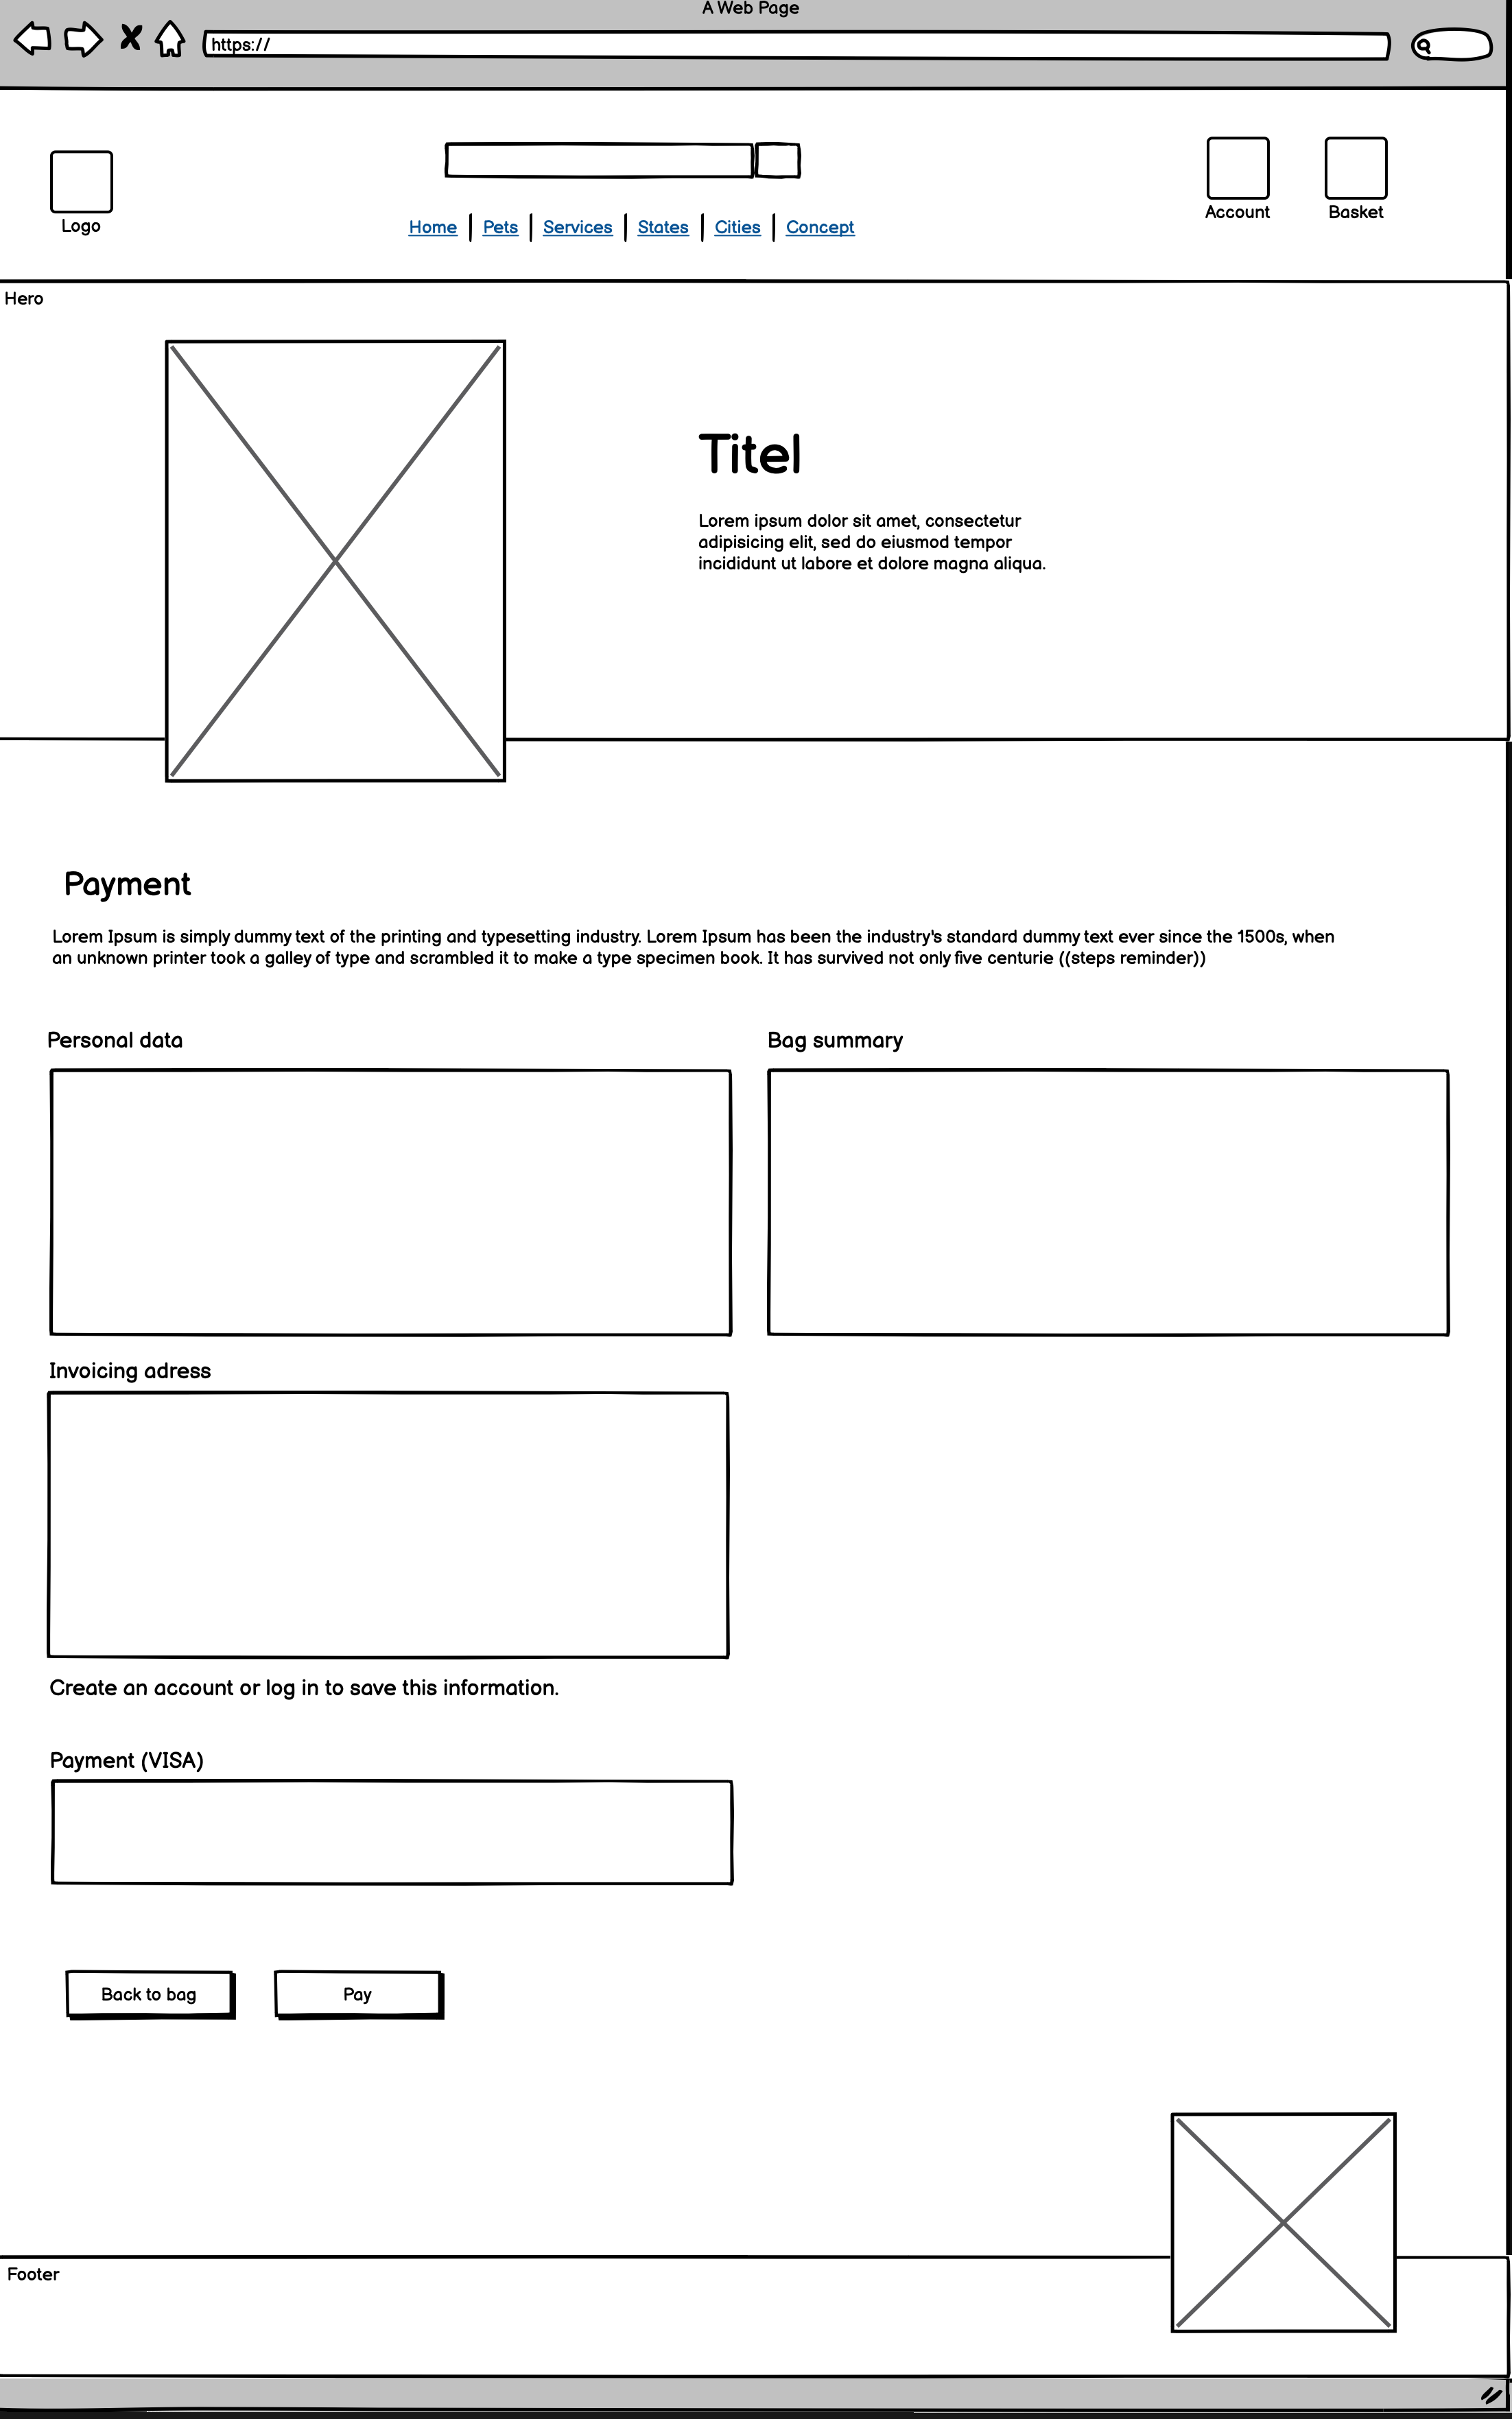 A Web Page
https://
Logo
Account
Basket
Home
Pets
Services
States
Cities
Concept
Hero
Titel
Lorem ipsum dolor sit amet, consectetur
adipisicing elit, sed do eiusmod tempor
incididunt ut labore et dolore magna aliqua.
Payment
Lorem Ipsum is simply dummy text of the printing and typesetting industry. Lorem Ipsum has been the industry's standard dummy text ever since the 1500s, when
an unknown printer took a galley of type and scrambled it to make a type specimen book. It has survived not only five centurie ((steps reminder))
Personal data
Bag summary
Invoicing adress
Create an account or log in to save this information.
Payment (VISA)
Back to bag
Pay
Footer